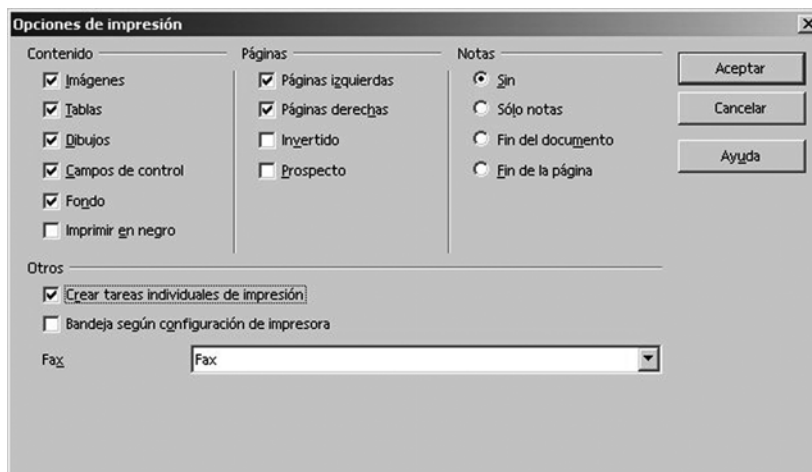 Opciones de impresión
Contenido
Imágenes
Tablas
Dibujos
Campos de control
Fondo
Imprimir en negro
Páginas
Páginas izquierdas
Páginas derechas
Invertido
Prospecto
Notas
Sin
Sólo notas
Fin del documento
Fin de la página
Aceptar
Cancelar
Ayuda
Otros
Crear tareas individuales de impresión
Bandeja según configuración de impresora
Fax Fax